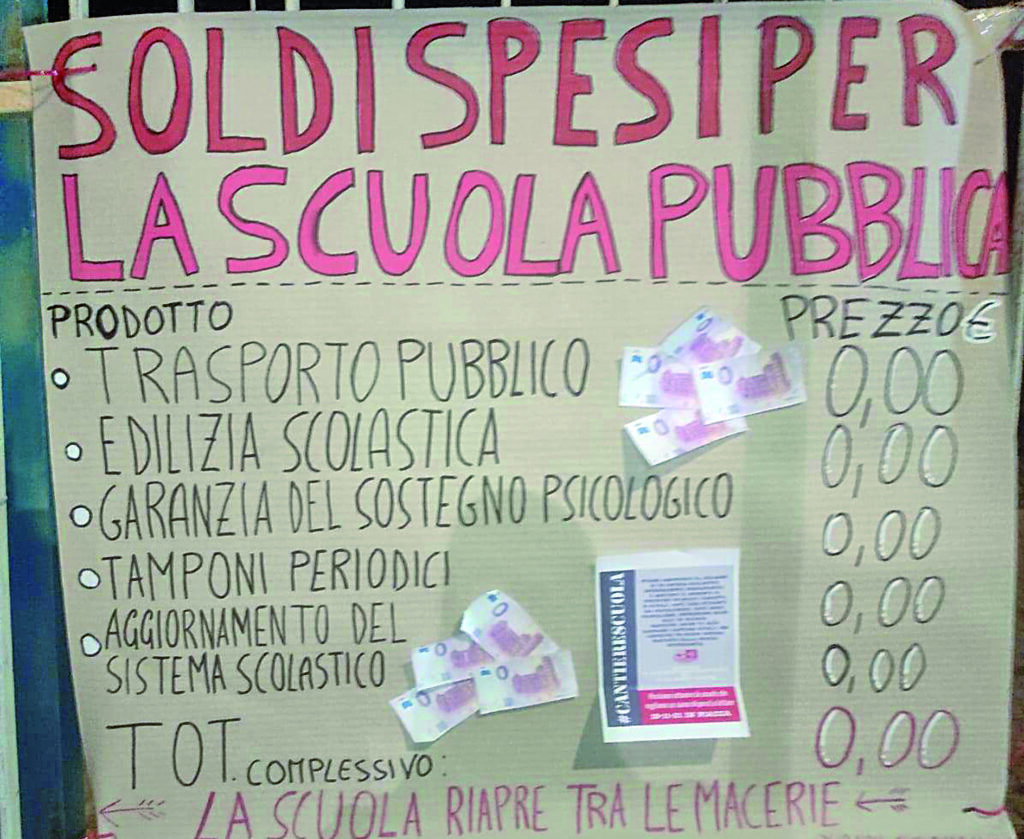 SOLDI SPESI PER
LA SCUOLA PUBBLICA
PRODOTTO PREZZO €
TRASPORTO PUBBLICO 0,00
EDILIZIA SCOLASTICA 0,00
GARANZIA DEL SOSTEGNO PSICOLOGICO 0,00
TAMPONI PERIODICI 0,00
AGGIORNAMENTO DEL
SISTEMA SCOLASTICO 0,00
#CANTIERESCUOLA
TOT. COMPLESSIVO: 0,00
LA SCUOLA RIAPRE TRA LE MACERIE